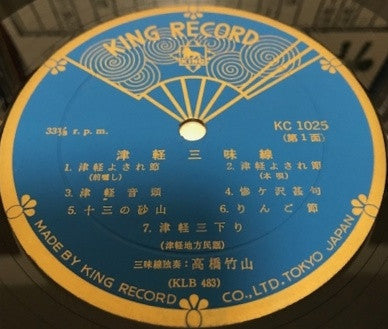 KING RECORD
33⅓ r.p.m.
KC 1025
(第1面)
津軽三味線
1. 津軽よされ節 2. 津軽よされ節
(前囃し) (本唄)
3. 津軽音頭 4. 鯵ケ沢甚句
5. 十三の砂山 6. りんご節
7. 津軽三下り
(津軽地方民謡)
三味線独奏：高橋竹山
(KLB 483)
MADE BY KING RECORD CO., LTD. TOKYO JAPAN
16